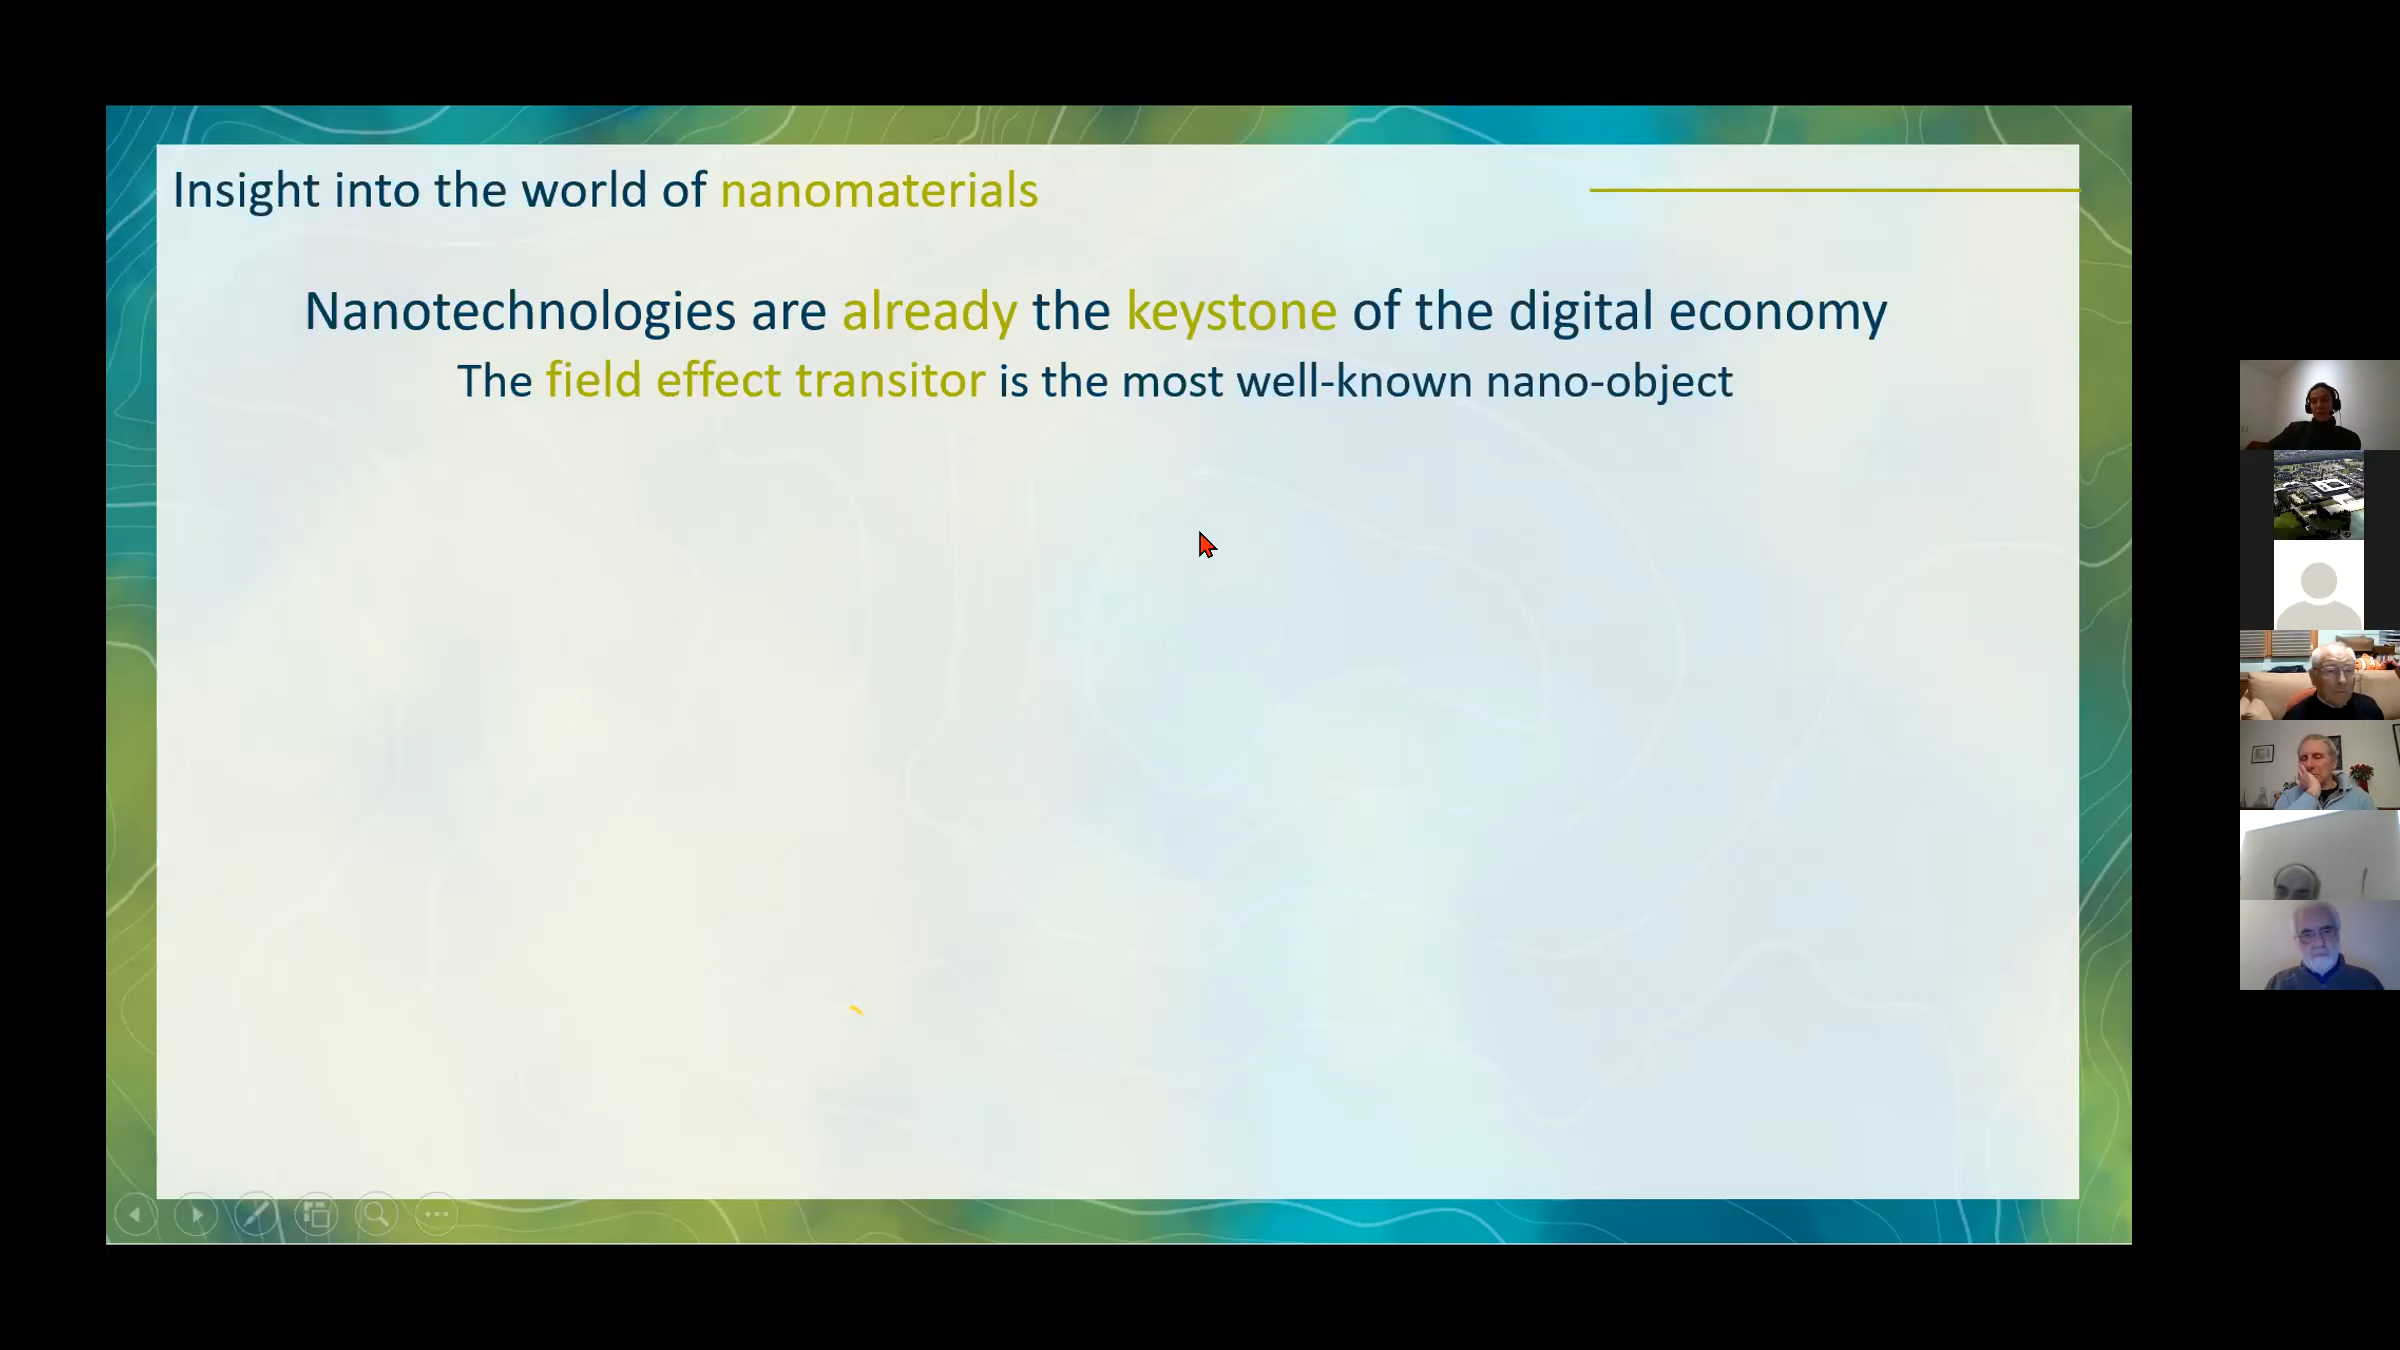 Insight into the world of nanomaterials
Nanotechnologies are already the keystone of the digital economy
The field effect transitor is the most well-known nano-object